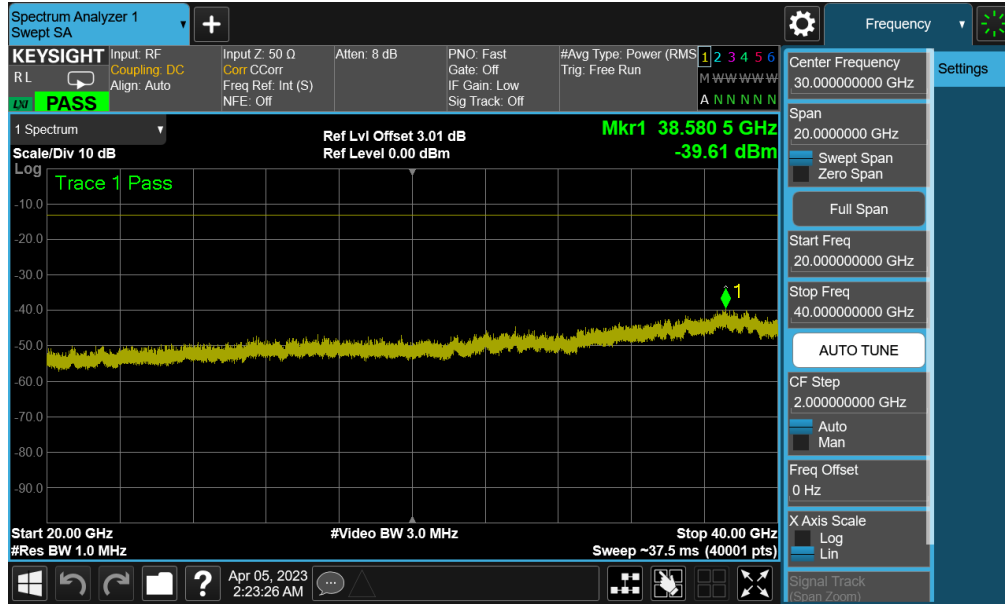 Spectrum Analyzer 1
Swept SA
+
Frequency
KEYSIGHT
Input: RF
Input Z: 50 Ω
Atten: 8 dB
PNO: Fast
#Avg Type: Power (RMS
1 2 3 4 5 6
R L
Coupling: DC
Corr CCorr
Gate: Off
Trig: Free Run
Align: Auto
Freq Ref: Int (S)
IF Gain: Low
M W W W W W
LXI
PASS
NFE: Off
Sig Track: Off
A N N N N N
1 Spectrum
Ref Lvl Offset 3.01 dB
Mkr1 38.580 5 GHz
Scale/Div 10 dB
Ref Level 0.00 dBm
-39.61 dBm
Log
Trace 1 Pass
-10.0
-20.0
-30.0
1
-40.0
-50.0
-60.0
-70.0
-80.0
-90.0
Start 20.00 GHz
#Video BW 3.0 MHz
Stop 40.00 GHz
#Res BW 1.0 MHz
Sweep ~37.5 ms (40001 pts)
Apr 05, 2023
2:23:26 AM
?
Center Frequency
30.000000000 GHz
Settings
Span
20.0000000 GHz
Swept Span
Zero Span
Full Span
Start Freq
20.000000000 GHz
Stop Freq
40.000000000 GHz
AUTO TUNE
CF Step
2.000000000 GHz
Auto
Man
Freq Offset
0 Hz
X Axis Scale
Log
Lin
Signal Track
(Span Zoom)